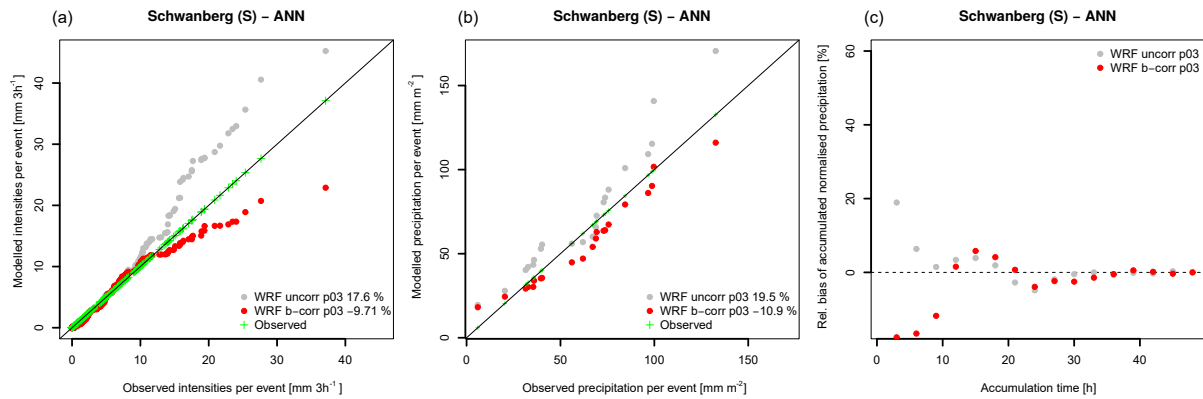 (a)
Schwanberg (S) − ANN
Modelled intensities per event [mm 3h⁻¹]
0 10 20 30 40
WRF uncorr p03 17.6 %
WRF b−corr p03 −9.71 %
Observed
0 10 20 30 40
Observed intensities per event [mm 3h⁻¹]
(b)
Schwanberg (S) − ANN
Modelled precipitation per event [mm m⁻²]
0 50 100 150
WRF uncorr p03 19.5 %
WRF b−corr p03 −10.9 %
Observed
0 50 100 150
Observed precipitation per event [mm m⁻²]
(c)
Schwanberg (S) − ANN
Rel. bias of accumulated normalised precipitation [%]
0 20 40 60
WRF uncorr p03
WRF b−corr p03
0 10 20 30 40
Accumulation time [h]